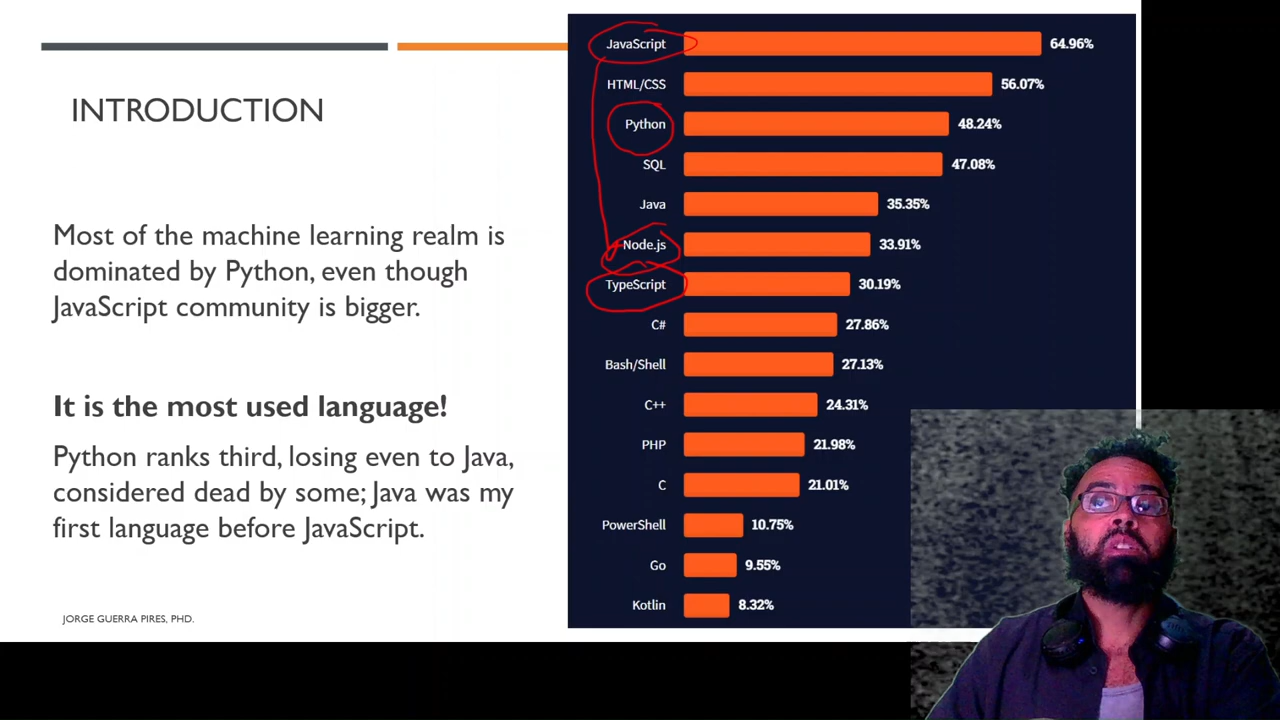 INTRODUCTION
Most of the machine learning realm is
dominated by Python, even though
JavaScript community is bigger.
It is the most used language!
Python ranks third, losing even to Java,
considered dead by some; Java was my
first language before JavaScript.
JORGE GUERRA PIRES, PHD.
JavaScript 64.96%
HTML/CSS 56.07%
Python 48.24%
SQL 47.08%
Java 35.35%
Node.js 33.91%
TypeScript 30.19%
C# 27.86%
Bash/Shell 27.13%
C++ 24.31%
PHP 21.98%
C 21.01%
PowerShell 10.75%
Go 9.55%
Kotlin 8.32%